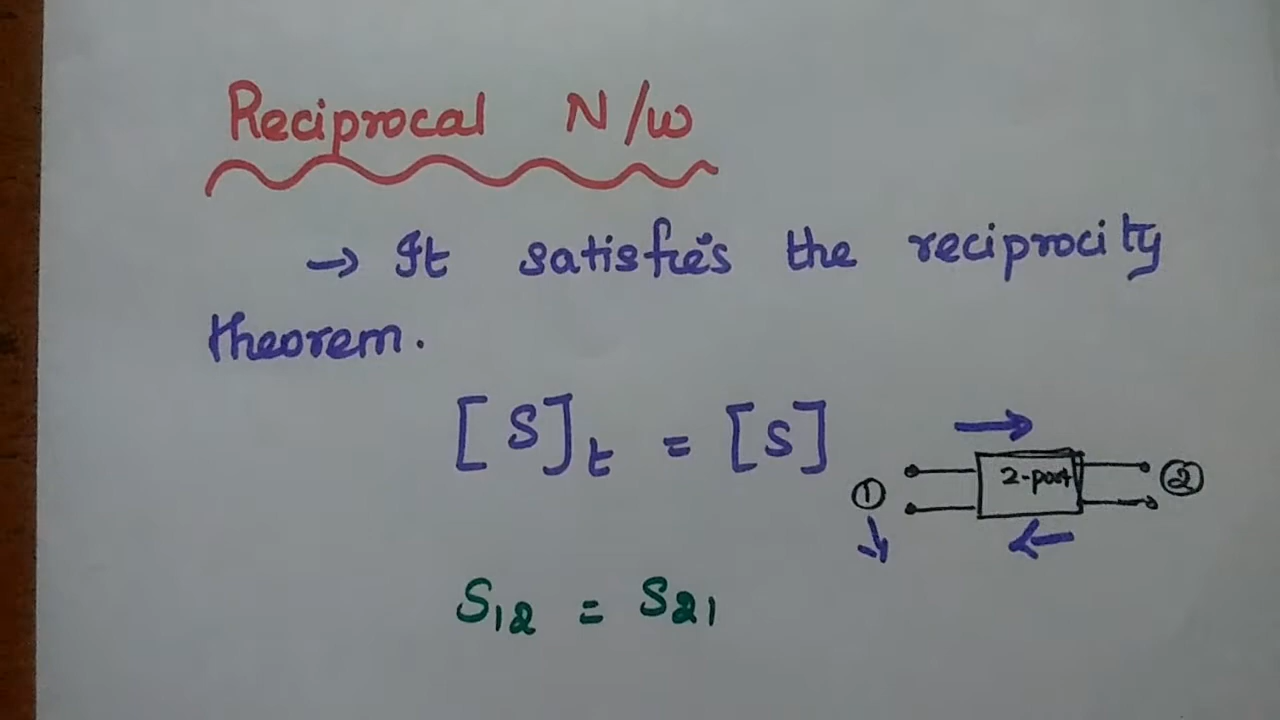 Reciprocal N/w
→ It satisfies the reciprocity
theorem.
[S]t = [S]
① 2-port ②
S12 = S21